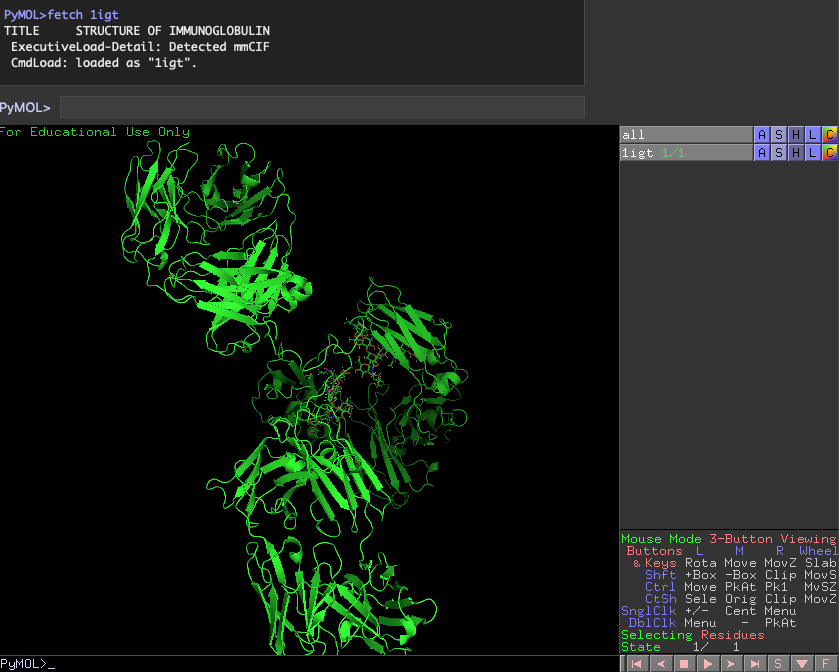 PyMOL>fetch 1igt
TITLE     STRUCTURE OF IMMUNOGLOBULIN
 ExecutiveLoad-Detail: Detected mmCIF
 CmdLoad: loaded as "1igt".
PyMOL>
For Educational Use Only
all A S H L C
1igt 1/1 A S H L C
Mouse Mode 3-Button Viewing
Buttons L M R Wheel
& Keys Rota Move MovZ Slab
Shft +Box -Box Clip MovS
Ctrl Move PkAt Pk1 MvSZ
CtSh Sele Orig Clip MovZ
SnglClk +/- Cent Menu
DblClk Menu - PkAt
Selecting Residues
State 1/ 1
PyMOL>_
S F